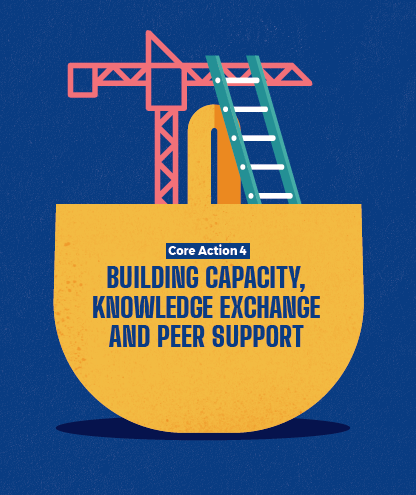 Core Action 4
BUILDING CAPACITY,
KNOWLEDGE EXCHANGE
AND PEER SUPPORT